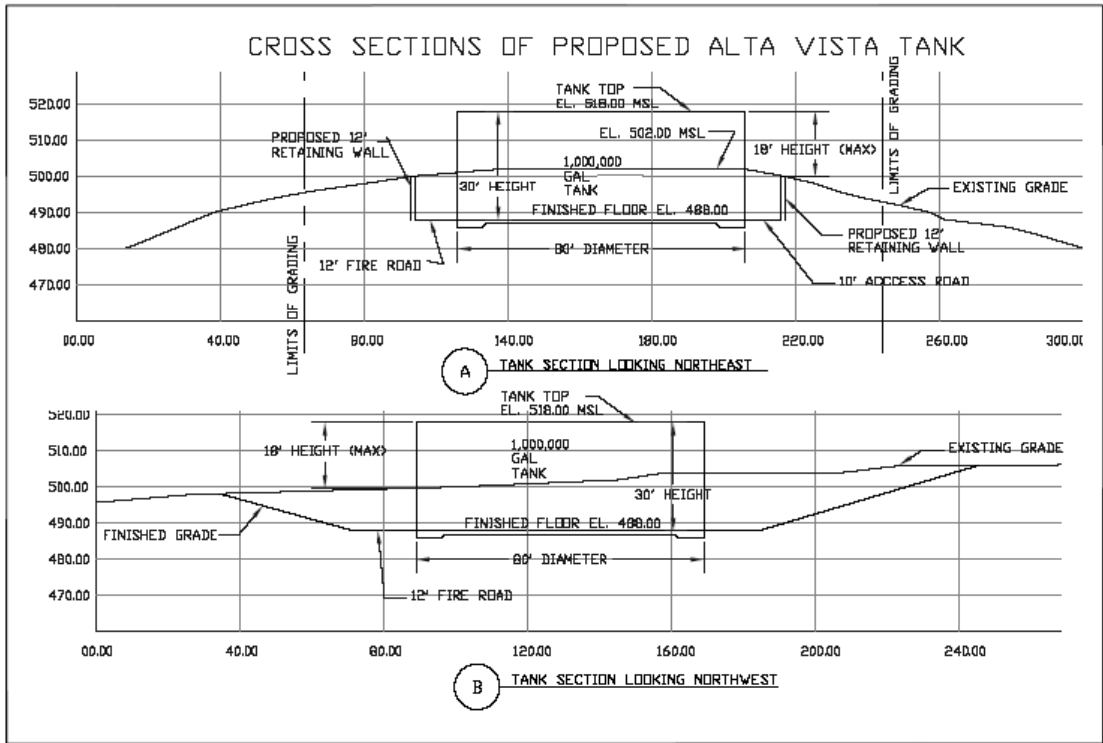 CROSS SECTIONS OF PROPOSED ALTA VISTA TANK
LIMITS OF GRADING
TANK TOP
EL. 518.00 MSL
520.00
510.00
500.00
490.00
480.00
470.00
PROPOSED 12'
RETAINING WALL
EL. 502.00 MSL
18' HEIGHT (MAX)
1,000,000
GAL
TANK
30' HEIGHT
EXISTING GRADE
FINISHED FLOOR EL. 488.00
PROPOSED 12'
RETAINING WALL
12' FIRE ROAD
80' DIAMETER
10' ACCCESS ROAD
LIMITS OF GRADING
00.00 40.00 80.00 140.00 180.00 220.00 260.00 300.00
A TANK SECTION LOOKING NORTHEAST
TANK TOP
EL. 518.00 MSL
520.00
510.00
500.00
490.00
480.00
470.00
18' HEIGHT (MAX)
1,000,000
GAL
TANK
EXISTING GRADE
30' HEIGHT
FINISHED FLOOR EL. 488.00
FINISHED GRADE
80' DIAMETER
12' FIRE ROAD
00.00 40.00 80.00 120.00 160.00 200.00 240.00
B TANK SECTION LOOKING NORTHWEST